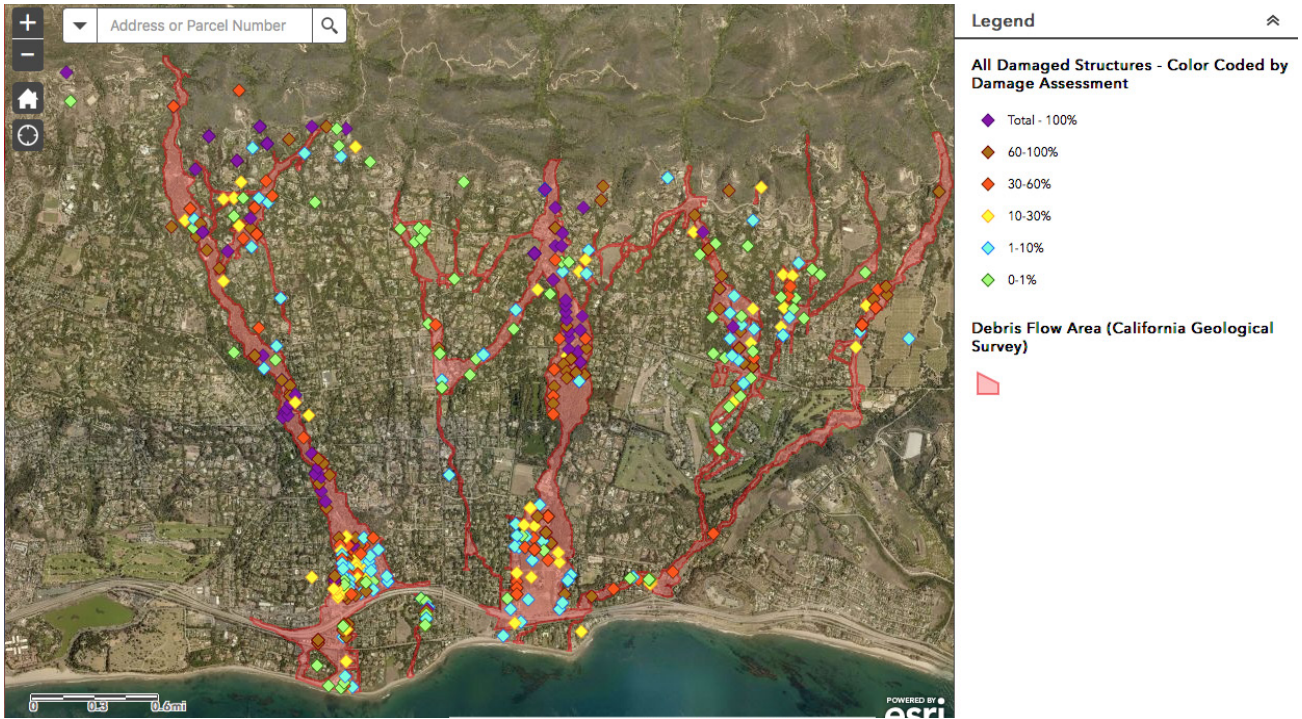 +
Address or Parcel Number
−
Legend
All Damaged Structures - Color Coded by
Damage Assessment
Total - 100%
60-100%
30-60%
10-30%
1-10%
0-1%
Debris Flow Area (California Geological
Survey)
0 0.3 0.6mi
POWERED BY
esri